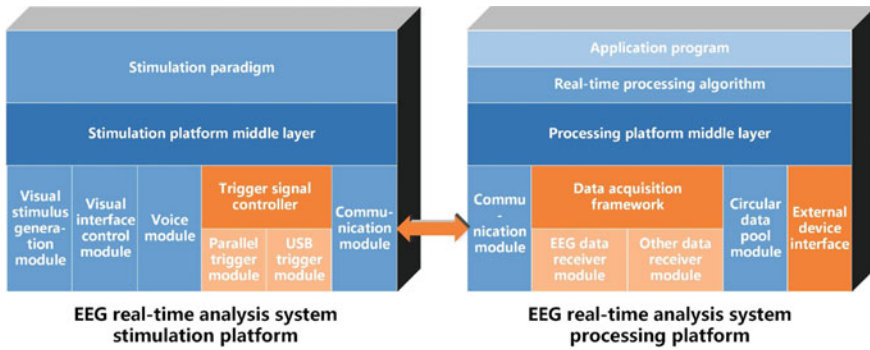 Stimulation paradigm
Stimulation platform middle layer
Visual
stimulus
genera-
tion
module
Visual
interface
control
module
Voice
module
Trigger signal
controller
Parallel
trigger
module
USB
trigger
module
Commu-
nication
module
EEG real-time analysis system
stimulation platform
Application program
Real-time processing algorithm
Processing platform middle layer
Commu
-
nication
module
Data acquisition
framework
EEG data
receiver
module
Other data
receiver
module
Circular
data
pool
module
External
device
interface
EEG real-time analysis system
processing platform